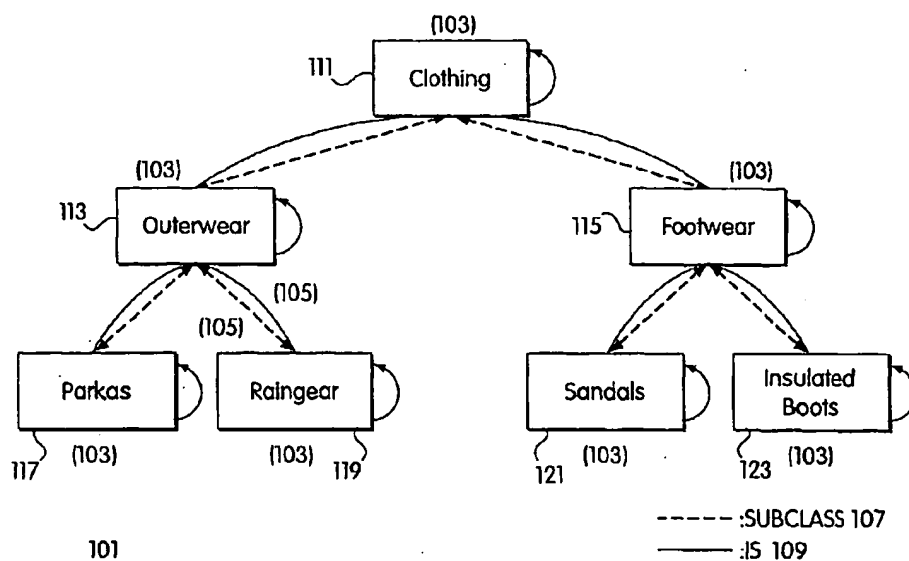 (103)
111
Clothing
(103)
(103)
113
Outerwear
115
Footwear
(105)
(105)
Parkas
Raingear
Sandals
Insulated
Boots
117
(103)
(103)
119
121
(103)
123
(103)
:SUBCLASS 107
101
:IS 109